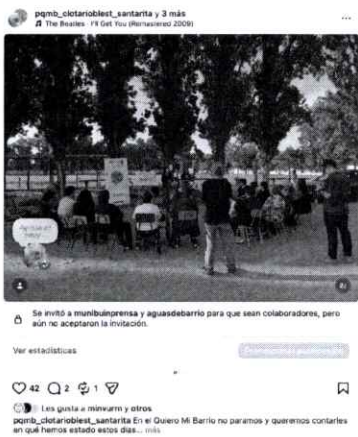 pqmb_clotarioblest_santarita y 3 más
The Beatles · I'll Get You (Remastered 2009)
Se invitó a munibuinprensa y aguasdebarrio para que sean colaboradores, pero
aún no aceptaron la invitación.
Ver estadísticas
42 2 1
Les gusta a minvurm y otros
pqmb_clotarioblest_santarita En el Quiero Mi Barrio no paramos y queremos contarles
en qué hemos estado estos días... más